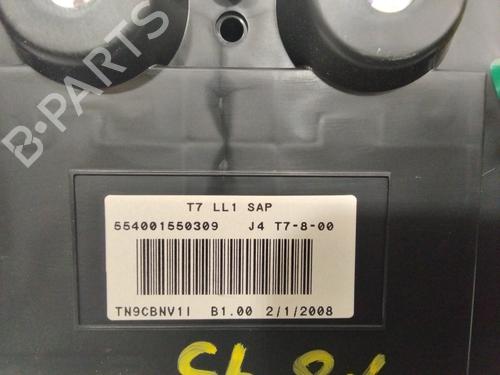 B-PARTS
T7 LL1 SAP
554001550309 J4 T7-8-00
TN9CBNV1I B1.00 2/1/2008